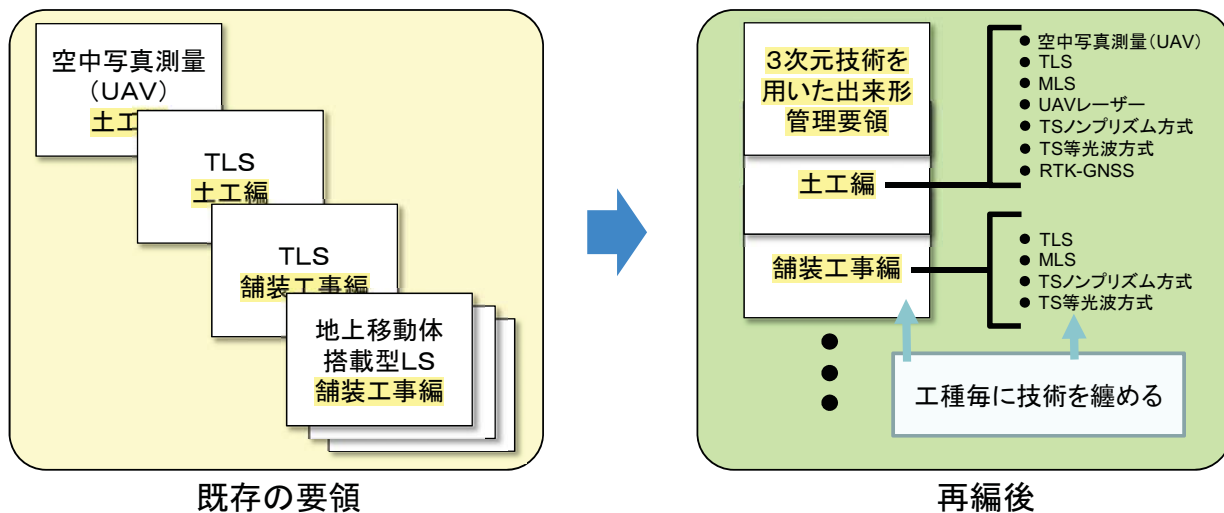 空中写真測量
(UAV)
土工
TLS
土工編
TLS
舗装工事編
地上移動体
搭載型LS
舗装工事編
既存の要領
3次元技術を
用いた出来形
管理要領
土工編
舗装工事編
● 空中写真測量(UAV)
● TLS
● MLS
● UAVレーザー
● TSノンプリズム方式
● TS等光波方式
● RTK-GNSS
● TLS
● MLS
● TSノンプリズム方式
● TS等光波方式
工種毎に技術を纏める
再編後